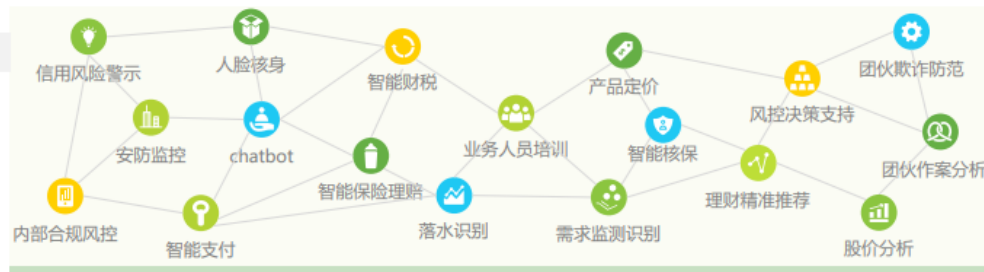 信用风险警示
人脸核身
智能财税
产品定价
团伙欺诈防范
风控决策支持
安防监控
chatbot
业务人员培训
智能核保
团伙作案分析
智能保险理赔
理财精准推荐
内部合规风控
智能支付
落水识别
需求监测识别
股价分析